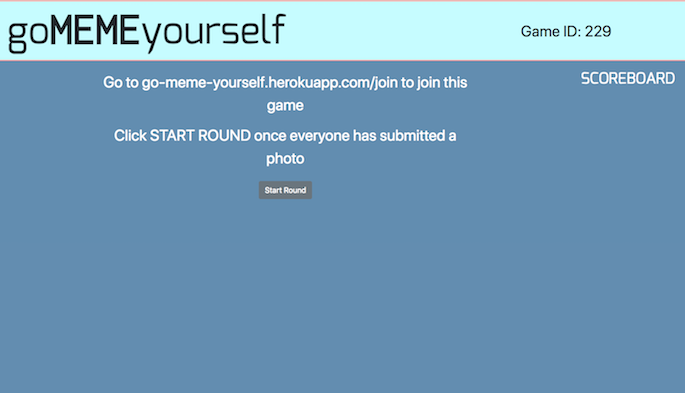 goMEMEyourself
Game ID: 229
Go to go-meme-yourself.herokuapp.com/join to join this
game
SCOREBOARD
Click START ROUND once everyone has submitted a
photo
Start Round